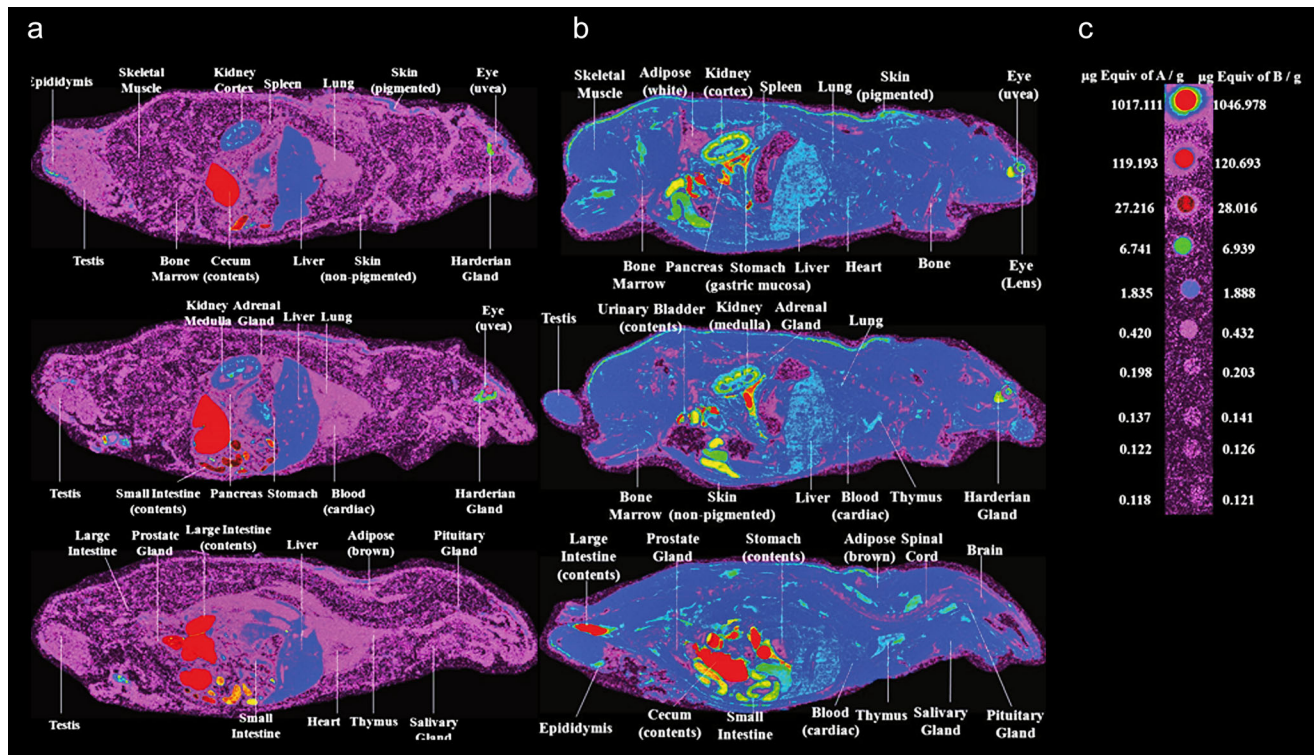 a
b
c
Epididymis
Skeletal
Muscle
Kidney
Cortex
Spleen
Lung
Skin
(pigmented)
Eye
(uvea)
Testis
Bone
Marrow
Cecum
(contents)
Liver
Skin
(non-pigmented)
Harderian
Gland
Kidney
Medulla
Adrenal
Gland
Liver
Lung
Eye
(uvea)
Testis
Small Intestine
(contents)
Pancreas
Stomach
Blood
(cardiac)
Harderian
Gland
Large
Intestine
Prostate
Gland
Large Intestine
(contents)
Liver
Adipose
(brown)
Pituitary
Gland
Testis
Small
Intestine
Heart
Thymus
Salivary
Gland
Skeletal
Muscle
Adipose
(white)
Kidney
(cortex)
Spleen
Lung
Skin
(pigmented)
Eye
(uvea)
Bone
Marrow
Pancreas
Stomach
(gastric mucosa)
Liver
Heart
Bone
Eye
(Lens)
Testis
Urinary Bladder
(contents)
Kidney
(medulla)
Adrenal
Gland
Lung
Bone
Marrow
Skin
(non-pigmented)
Liver
Blood
(cardiac)
Thymus
Harderian
Gland
Large
Intestine
(contents)
Prostate
Gland
Stomach
(contents)
Adipose
(brown)
Spinal
Cord
Brain
Epididymis
Cecum
(contents)
Small
Intestine
Blood
(cardiac)
Thymus
Salivary
Gland
Pituitary
Gland
µg Equiv of A / g µg Equiv of B / g
1017.111 1046.978
119.193 120.693
27.216 28.016
6.741 6.939
1.835 1.888
0.420 0.432
0.198 0.203
0.137 0.141
0.122 0.126
0.118 0.121